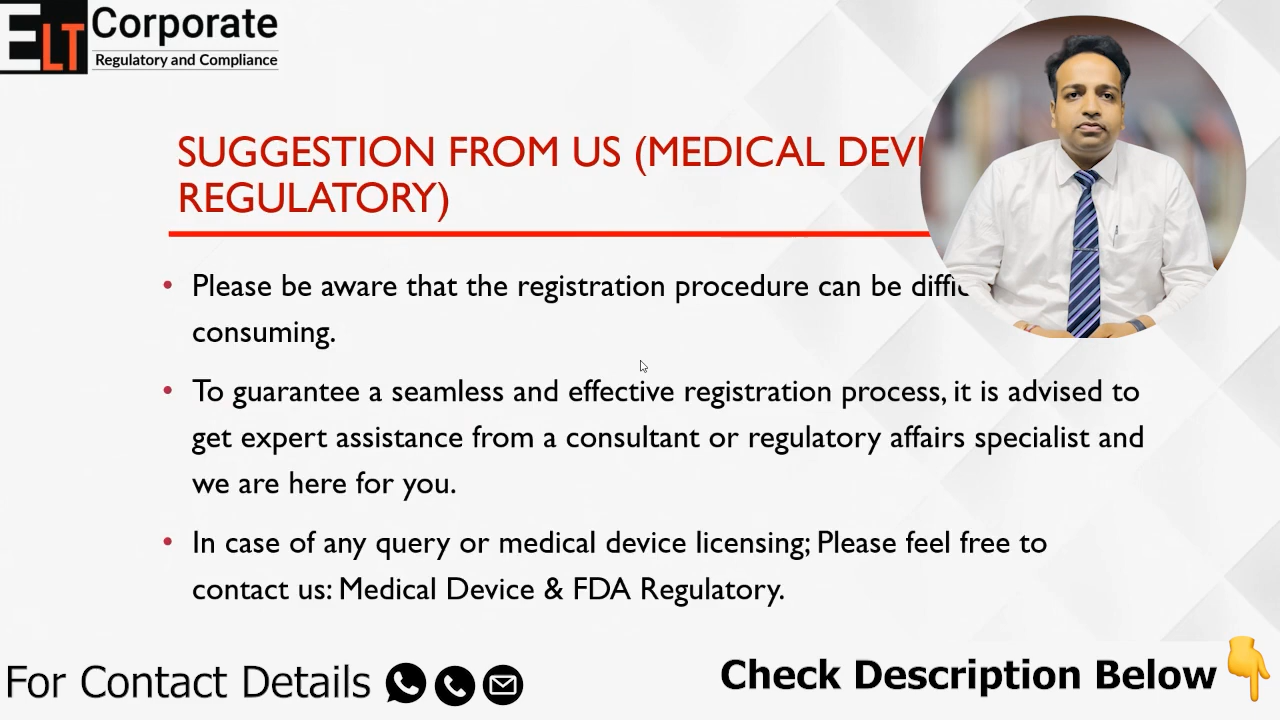 ELT Corporate
Regulatory and Compliance
SUGGESTION FROM US (MEDICAL DEVI
REGULATORY)
• Please be aware that the registration procedure can be
consuming.
• To guarantee a seamless and effective registration process, it is advised to
get expert assistance from a consultant or regulatory affairs specialist and
we are here for you.
• In case of any query or medical device licensing; Please feel free to
contact us: Medical Device & FDA Regulatory.
For Contact Details
Check Description Below